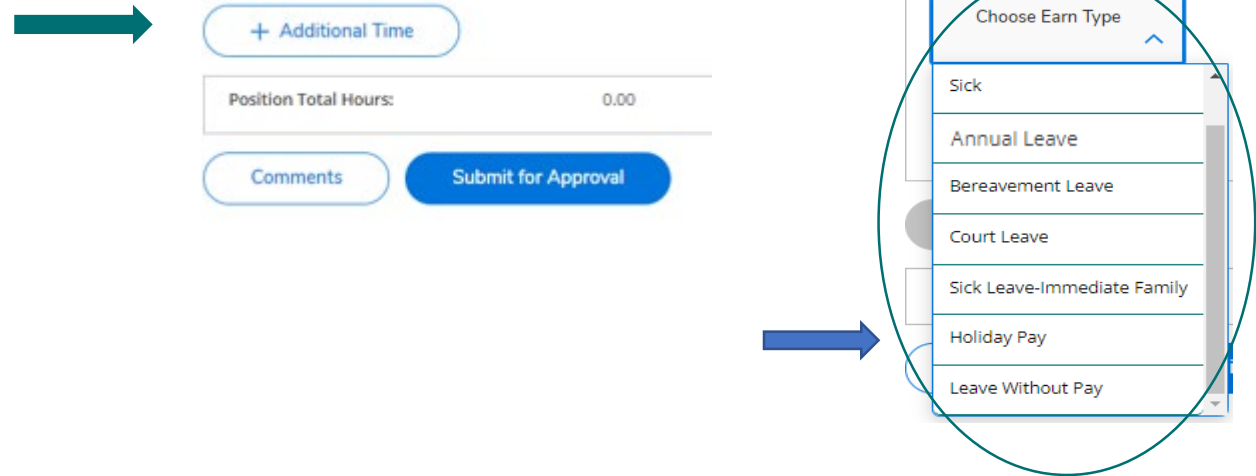 + Additional Time
Position Total Hours: 0.00
Comments
Submit for Approval
Choose Earn Type
Sick
Annual Leave
Bereavement Leave
Court Leave
Sick Leave-Immediate Family
Holiday Pay
Leave Without Pay